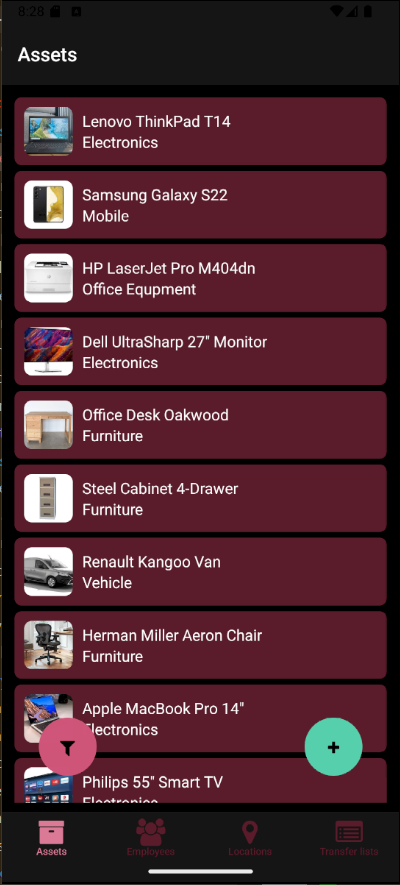 8:28
Assets
Lenovo ThinkPad T14
Electronics
Samsung Galaxy S22
Mobile
HP LaserJet Pro M404dn
Office Equpment
Dell UltraSharp 27" Monitor
Electronics
Office Desk Oakwood
Furniture
Steel Cabinet 4-Drawer
Furniture
Renault Kangoo Van
Vehicle
Herman Miller Aeron Chair
Furniture
Apple MacBook Pro 14"
Electronics
Philips 55" Smart TV
Electronics
Assets
Employees
Locations
Transfer lists